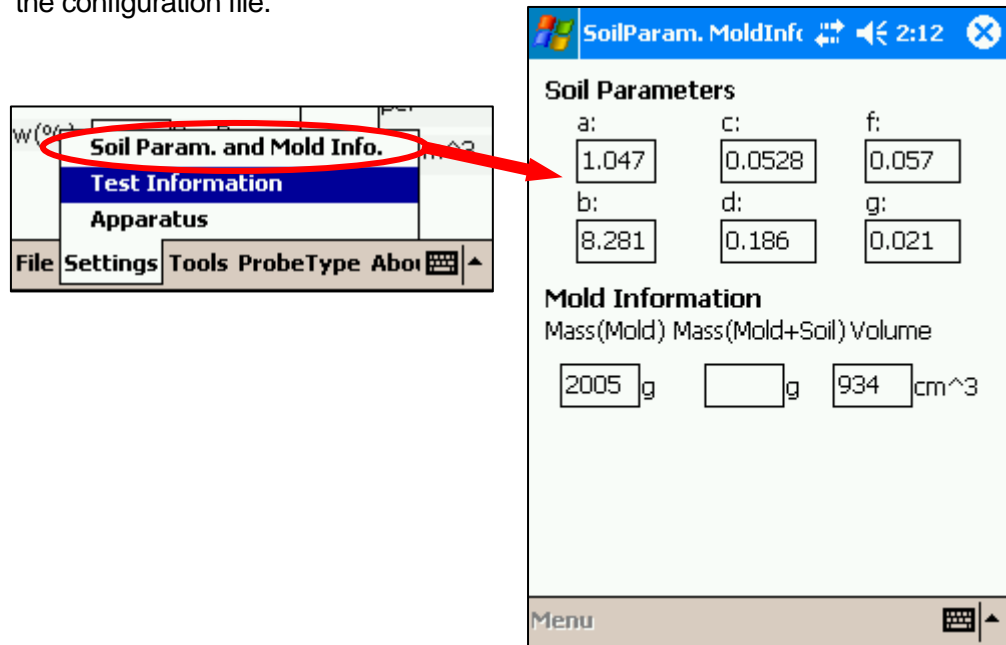 the configuration file.
w(%)
Soil Param. and Mold Info.
Test Information
Apparatus
File Settings Tools ProbeType Abou
SoilParam. MoldInfo 2:12
Soil Parameters
a: c: f:
1.047 0.0528 0.057
b: d: g:
8.281 0.186 0.021
Mold Information
Mass(Mold) Mass(Mold+Soil) Volume
2005 g g 934 cm^3
Menu